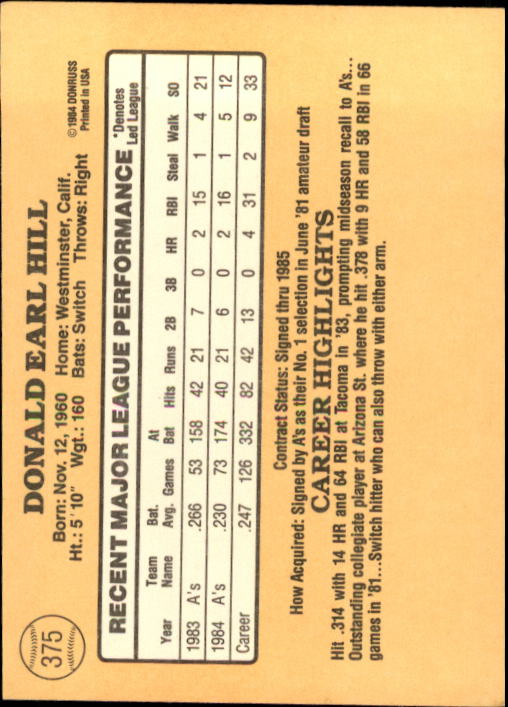 375
DONALD EARL HILL
Born: Nov. 12, 1960 Home: Westminster, Calif.
Ht.: 5'10" Wgt.: 160 Bats: Switch Throws: Right
©1984 DONRUSS
Printed in USA
RECENT MAJOR LEAGUE PERFORMANCE
*Denotes
Led League
Team Bat. At
Year Name Avg. Games Bat Hits Runs 2B 3B HR RBI Steal Walk SO
1983 A's .266 53 158 42 21 7 0 2 15 1 4 21
1984 A's .230 73 174 40 21 6 0 2 16 1 5 12
Career .247 126 332 82 42 13 0 4 31 2 9 33
Contract Status: Signed thru 1985
How Acquired: Signed by A's as their No. 1 selection in June '81 amateur draft
CAREER HIGHLIGHTS
Hit .314 with 14 HR and 64 RBI at Tacoma in '83, prompting midseason recall to A's...
Outstanding collegiate player at Arizona St. where he hit .378 with 9 HR and 58 RBI in 66
games in '81...Switch hitter who can also throw with either arm.